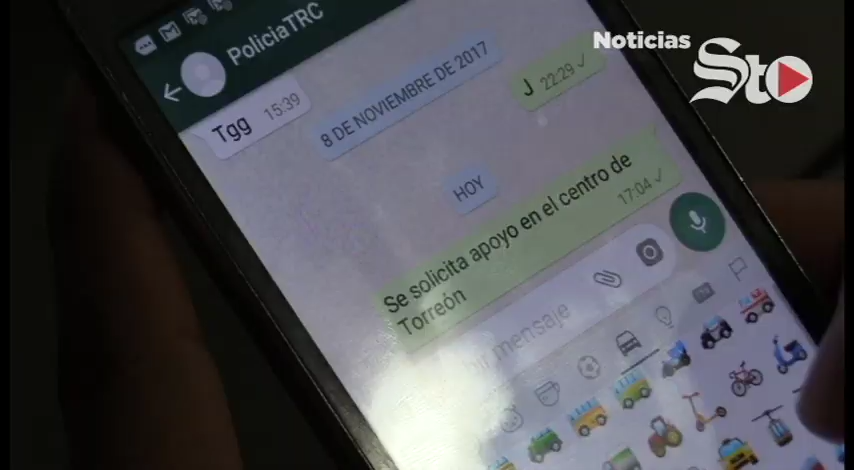 PoliciaTRC
Noticias
Sto
Tgg 15:39
8 DE NOVIEMBRE DE 2017
J 22:29
HOY
Se solicita apoyo en el centro de
Torreón
17:04
mensaje